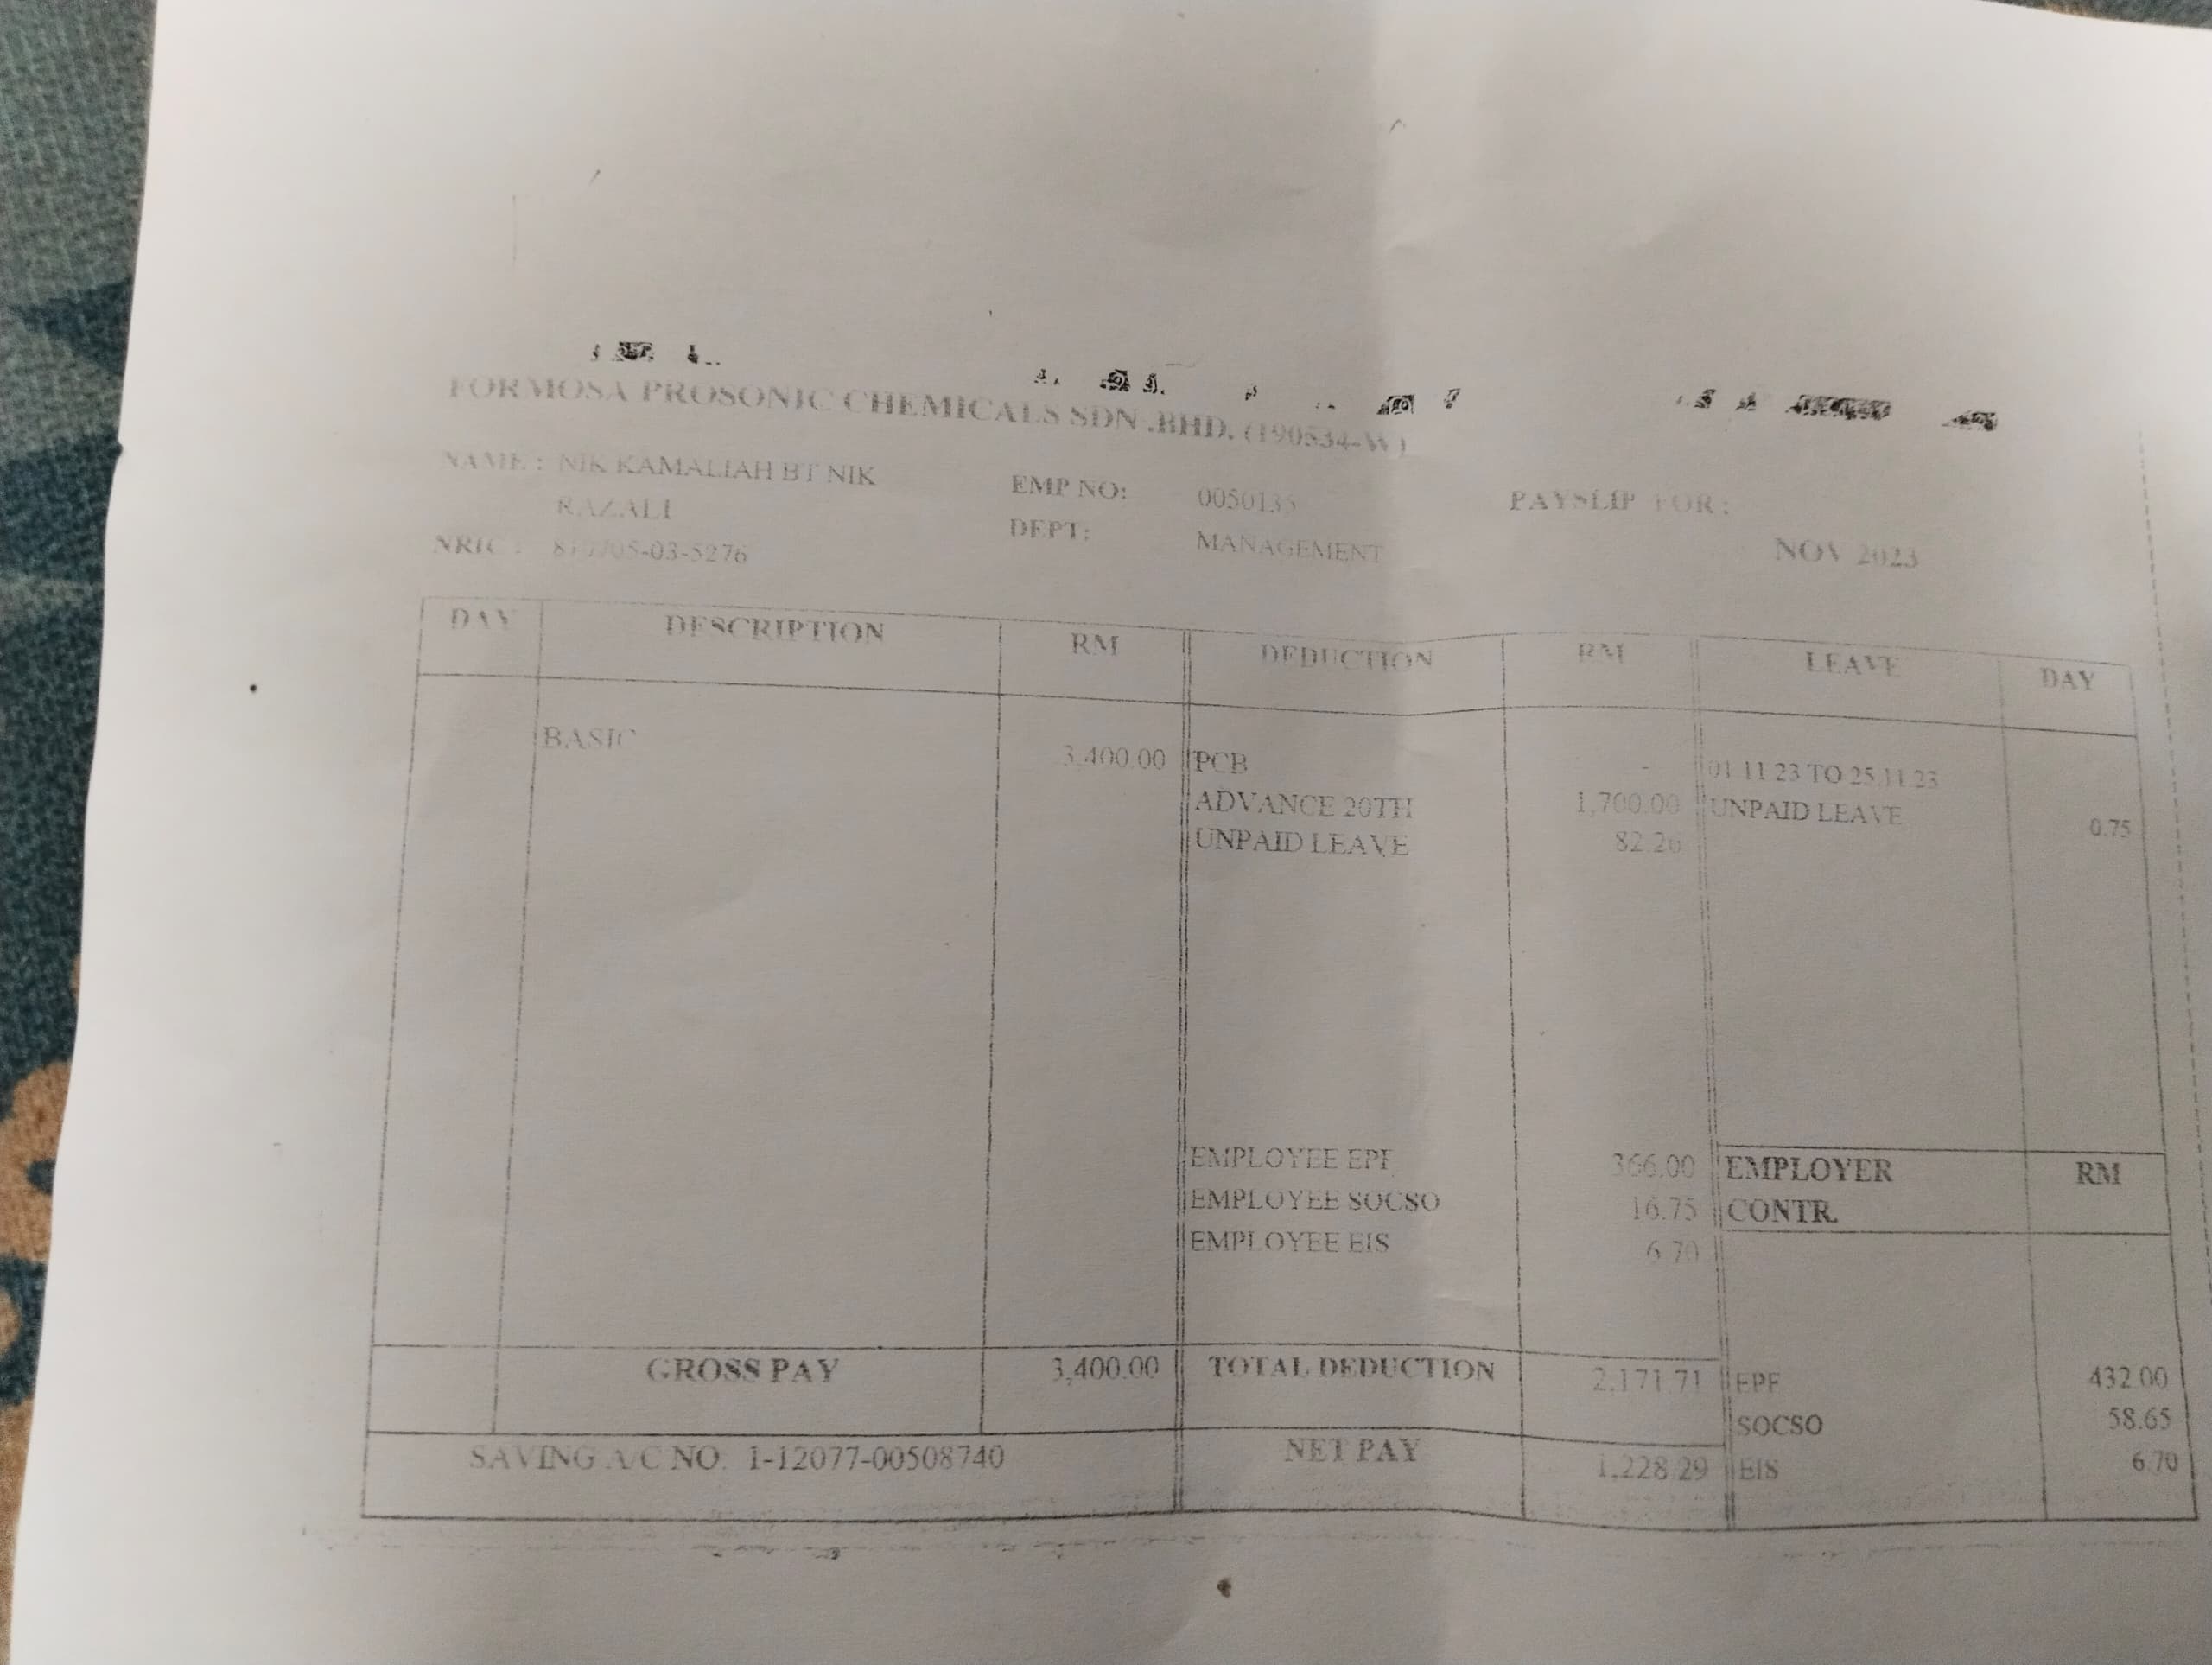 FORMOSA PROSONIC CHEMICALS SDN .BHD. (190534-W)
NAME : NIK KAMALIAH BT NIK RAZALI
EMP NO: 0050135
PAYSLIP FOR :
NRIC : -03-5276
DEPT: MANAGEMENT
NOV 2023
DAY DESCRIPTION RM DEDUCTION RM LEAVE DAY
BASIC 3,400.00 PCB - 01.11.23 TO 25.11.23
ADVANCE 20TH 1,700.00 UNPAID LEAVE 0.75
UNPAID LEAVE 82.26
EMPLOYEE EPF 366.00 EMPLOYER RM
EMPLOYEE SOCSO 16.75 CONTR.
EMPLOYEE EIS 6.70
GROSS PAY 3,400.00 TOTAL DEDUCTION 2,171.71 EPF 432.00
SOCSO 58.65
SAVING A/C NO. 1-12077-00508740 NET PAY 1,228.29 EIS 6.70